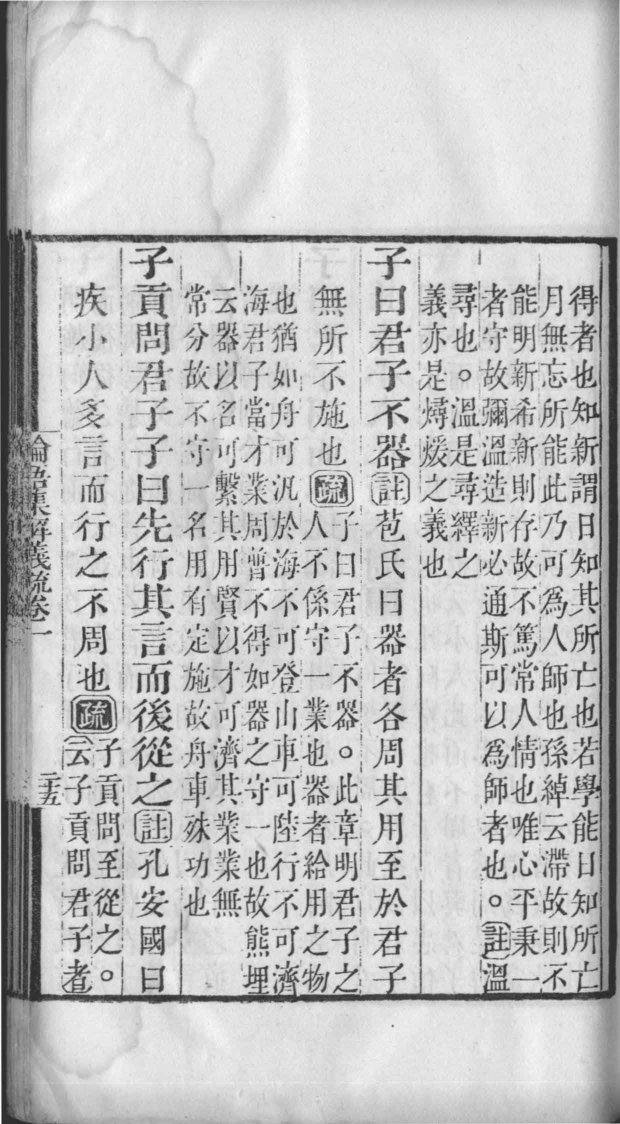 得者也知新謂日知其所亡也若學能日知所亡
月無忘所能此乃可為人師也孫綽云滯故則不
能明新希新則存故不篤常人情也唯心平秉一
者守故彌溫造新必通斯可以為師者也。註溫
尋也。溫是尋繹之
義亦是燖煖之義也
子曰君子不器註苞氏曰器者各周其用至於君子
無所不施也疏
子曰君子不器。此章明君子之
人不係守一業也器者給用之物
也猶如舟可汎於海不可登山車可陸行不可濟
海君子當才業周普不得如器之守一也故熊埋
云器以名可繫其用賢以才可濟其業業無
常分故不守一名用有定施故舟車殊功也
子貢問君子子曰先行其言而後從之註孔安國曰
疾小人多言而行之不周也疏
子貢問至從之。
云子貢問君子者
論語集解義疏卷一
二十五